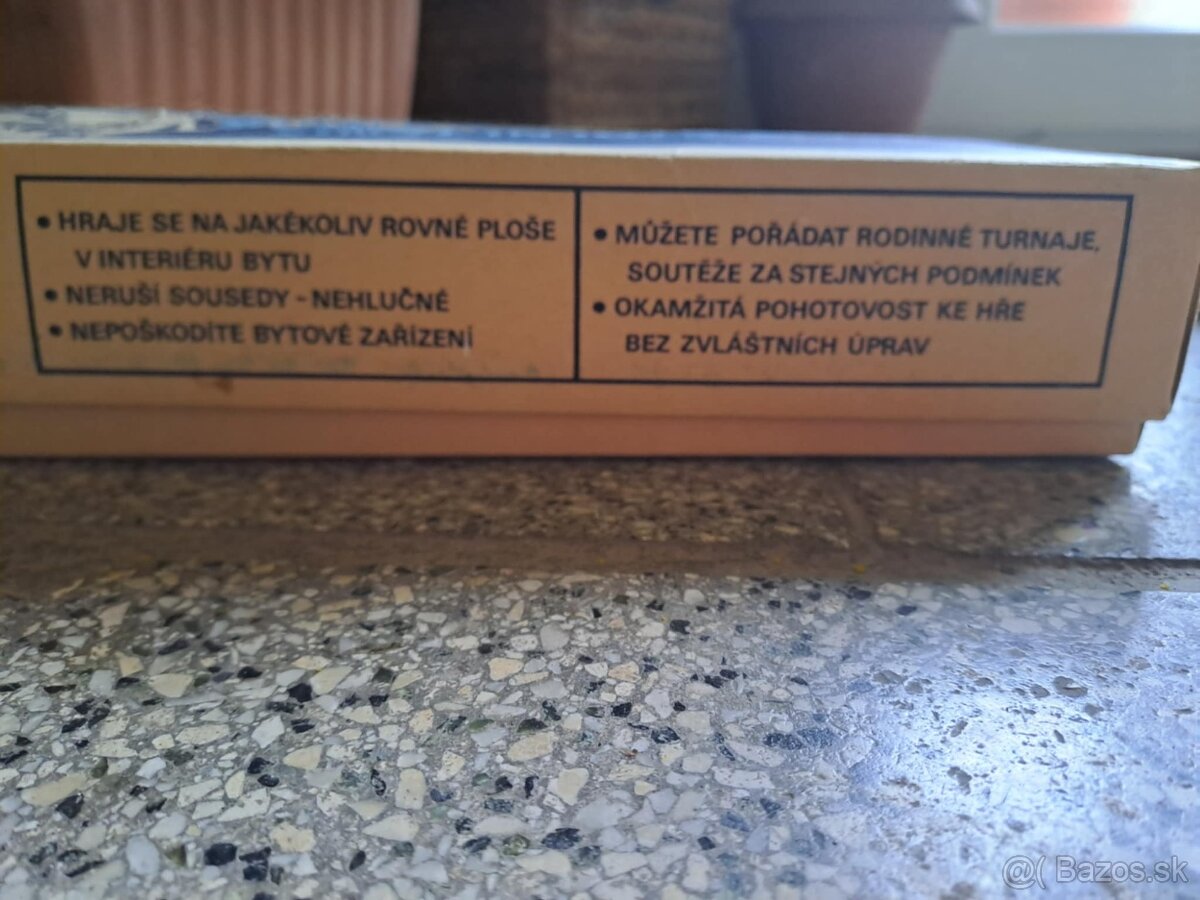 • HRAJE SE NA JAKÉKOLIV ROVNÉ PLOŠE
V INTERIÉRU BYTU
• NERUŠÍ SOUSEDY - NEHLUČNÉ
• NEPOŠKODÍTE BYTOVÉ ZAŘÍZENÍ
• MŮŽETE POŘÁDAT RODINNÉ TURNAJE,
SOUTĚŽE ZA STEJNÝCH PODMÍNEK
• OKAMŽITÁ POHOTOVOST KE HŘE
BEZ ZVLÁŠTNÍCH ÚPRAV
@( Bazos.sk